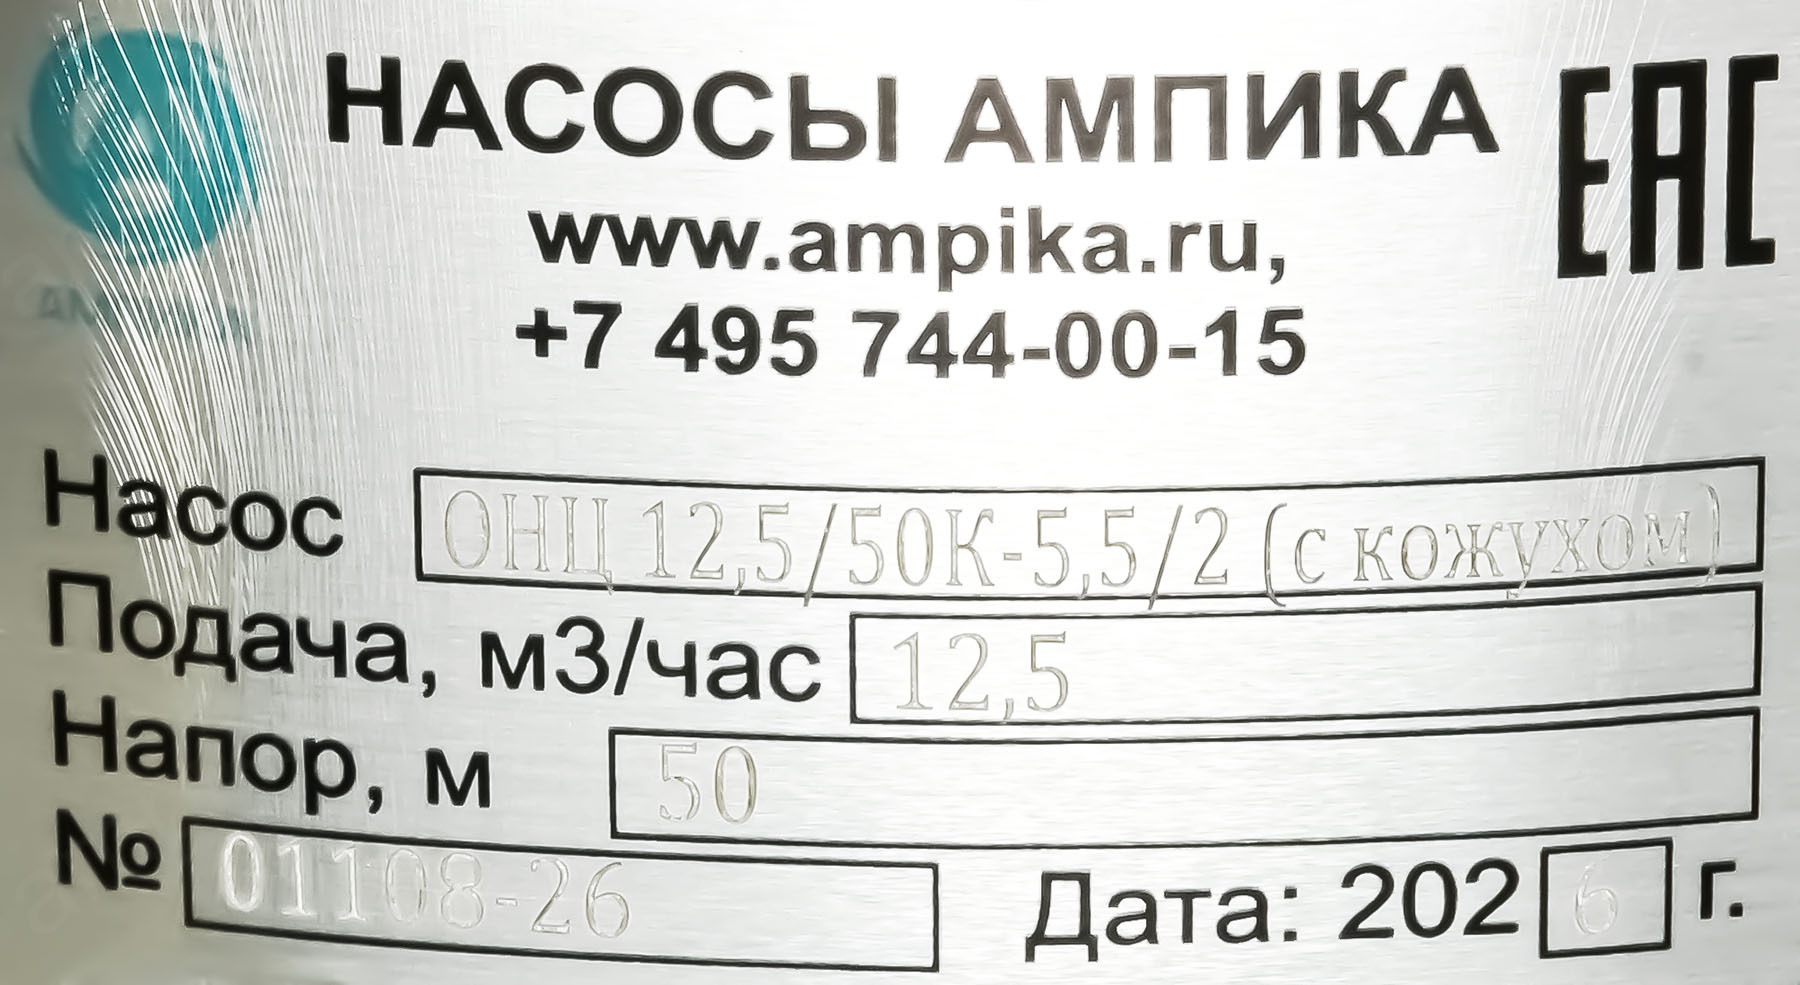 НАСОСЫ АМПИКА
ЕАС
www.ampika.ru,
+7 495 744-00-15
Насос ОНЦ 12,5/50К-5,5/2 (с кожухом)
Подача, м3/час 12,5
Напор, м 50
№ 01108-26 Дата: 2026 г.